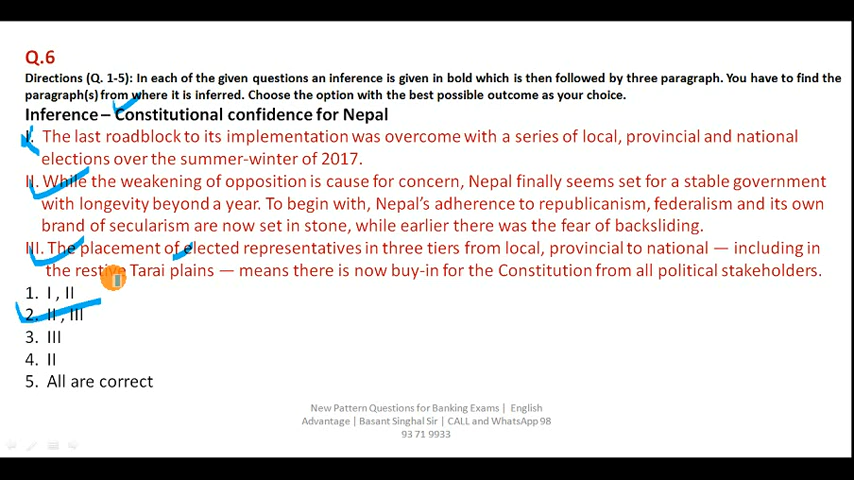 Q.6
Directions (Q. 1-5): In each of the given questions an inference is given in bold which is then followed by three paragraph. You have to find the
paragraph(s) from where it is inferred. Choose the option with the best possible outcome as your choice.
Inference – Constitutional confidence for Nepal
I. The last roadblock to its implementation was overcome with a series of local, provincial and national
elections over the summer-winter of 2017.
II. While the weakening of opposition is cause for concern, Nepal finally seems set for a stable government
with longevity beyond a year. To begin with, Nepal's adherence to republicanism, federalism and its own
brand of secularism are now set in stone, while earlier there was the fear of backsliding.
III. The placement of elected representatives in three tiers from local, provincial to national — including in
the restive Tarai plains — means there is now buy-in for the Constitution from all political stakeholders.
1. I , II
2. II , III
3. III
4. II
5. All are correct
New Pattern Questions for Banking Exams | English
Advantage | Basant Singhal Sir | CALL and WhatsApp 98
93 71 9933